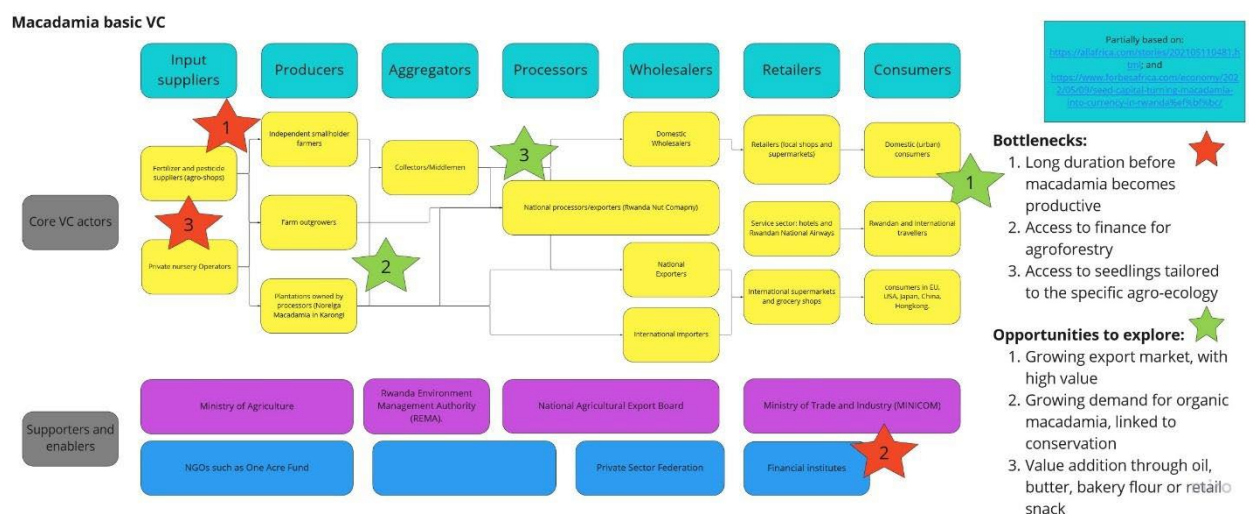 Macadamia basic VC
Input
suppliers
Producers
Aggregators
Processors
Wholesalers
Retailers
Consumers
Partially based on:
https://allafrica.com/stories/202105110481.h
tml; and
https://www.forbesafrica.com/economy/202
2/05/09/seed-capital-turning-macadamia-
into-currency-in-rwanda%ef%bf%bc/
Core VC actors
1
Fertilizer and pesticide
suppliers (agro-shops)
3
Private nursery Operators
Independent smallholder
farmers
Farm outgrowers
Plantations owned by
processors (Norelga
Macadamia in Karongi
2
Collectors/Middlemen
3
National processors/exporters (Rwanda Nut Comapny)
Domestic
Wholesalers
National
Exporters
International importers
Retailers (local shops and
supermarkets)
Service sector: hotels and
Rwandan National Airways
International supermarkets
and grocery shops
Domestic (urban)
consumers
1
Rwandan and International
travellers
consumers in EU,
USA, Japan, China,
Hongkong.
Bottlenecks:
1. Long duration before
macadamia becomes
productive
2. Access to finance for
agroforestry
3. Access to seedlings tailored
to the specific agro-ecology
Opportunities to explore:
1. Growing export market, with
high value
2. Growing demand for organic
macadamia, linked to
conservation
3. Value addition through oil,
butter, bakery flour or retail
snack
Supporters and
enablers
Ministry of Agriculture
Rwanda Environment
Management Authority
(REMA).
National Agricultural Export Board
Ministry of Trade and Industry (MINICOM)
NGOs such as One Acre Fund
Private Sector Federation
Financial institutes
2
miro